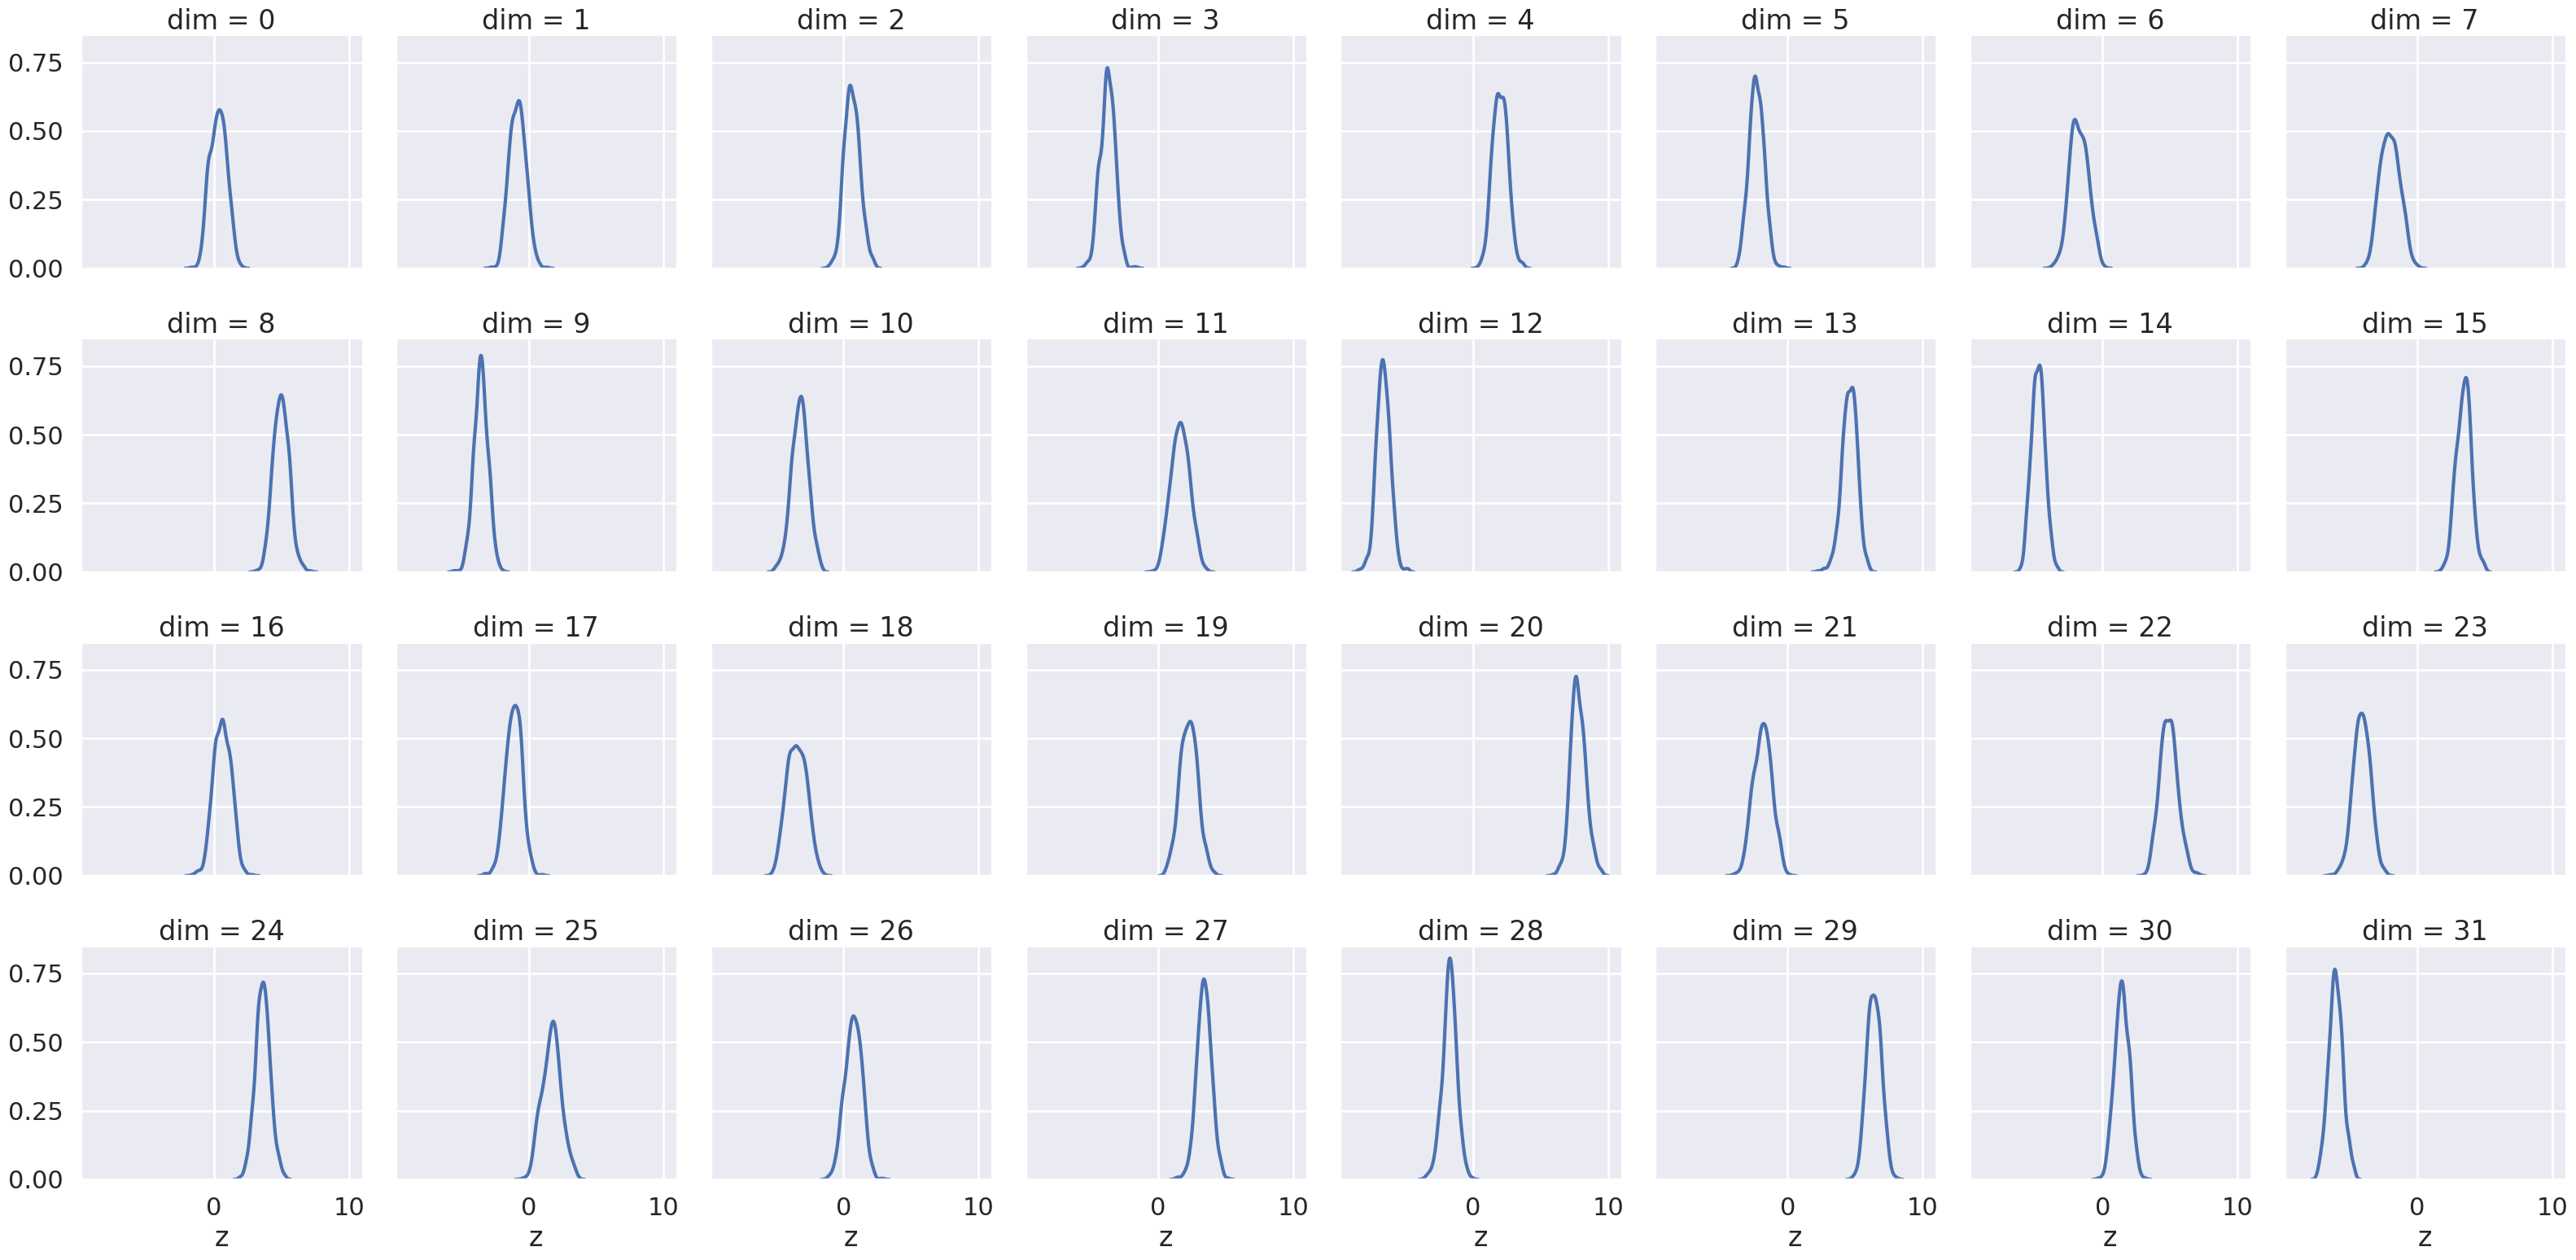 dim = 0 dim = 1 dim = 2 dim = 3 dim = 4 dim = 5 dim = 6 dim = 7
0.75
0.50
0.25
0.00
dim = 8 dim = 9 dim = 10 dim = 11 dim = 12 dim = 13 dim = 14 dim = 15
0.75
0.50
0.25
0.00
dim = 16 dim = 17 dim = 18 dim = 19 dim = 20 dim = 21 dim = 22 dim = 23
0.75
0.50
0.25
0.00
dim = 24 dim = 25 dim = 26 dim = 27 dim = 28 dim = 29 dim = 30 dim = 31
0.75
0.50
0.25
0.00
0 10 0 10 0 10 0 10 0 10 0 10 0 10 0 10
z z z z z z z z